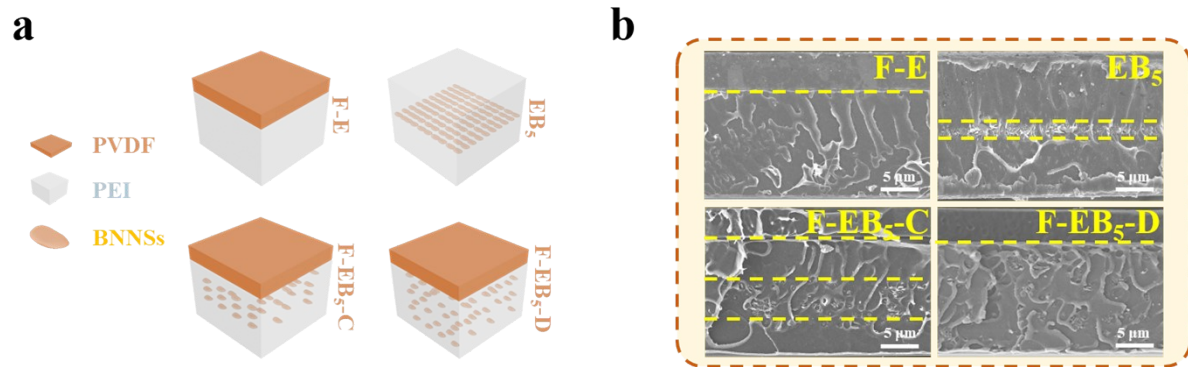 a
PVDF
PEI
BNNSs
F-E
EB₅
F-EB₅-C
F-EB₅-D
b
F-E
5 μm
EB₅
5 μm
F-EB₅-C
5 μm
F-EB₅-D
5 μm